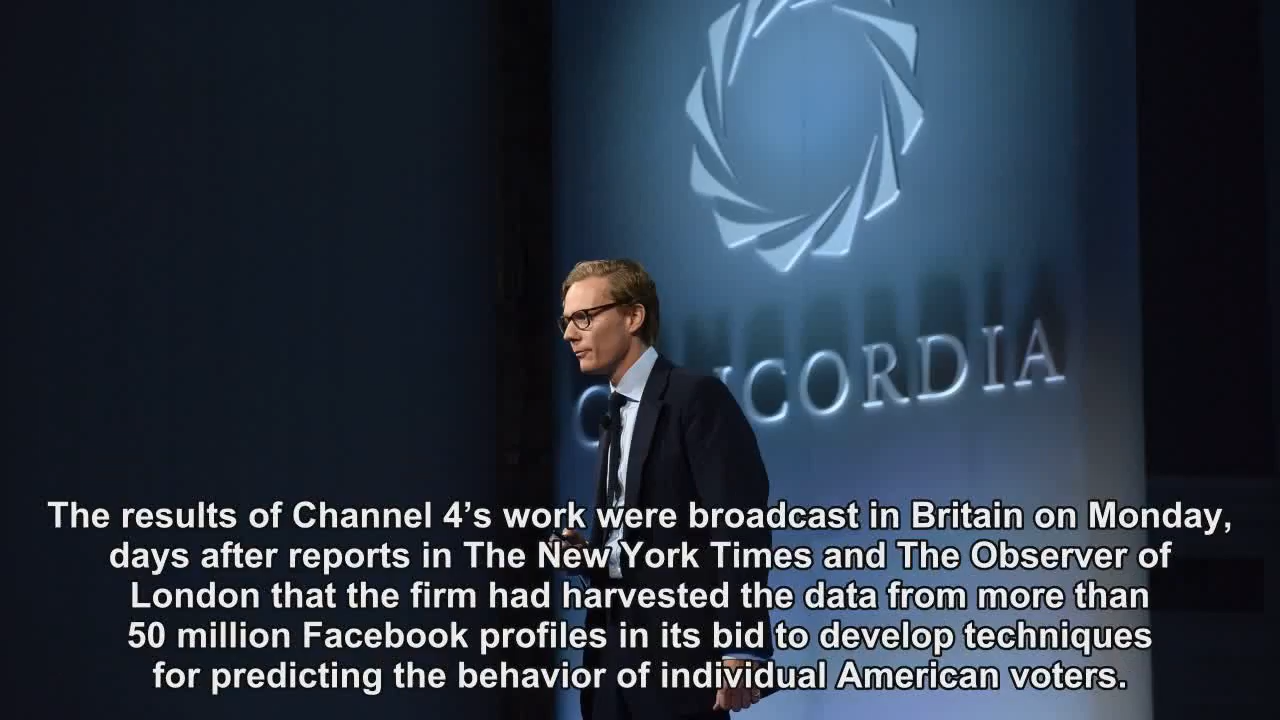 CONCORDIA
The results of Channel 4’s work were broadcast in Britain on Monday,
days after reports in The New York Times and The Observer of
London that the firm had harvested the data from more than
50 million Facebook profiles in its bid to develop techniques
for predicting the behavior of individual American voters.